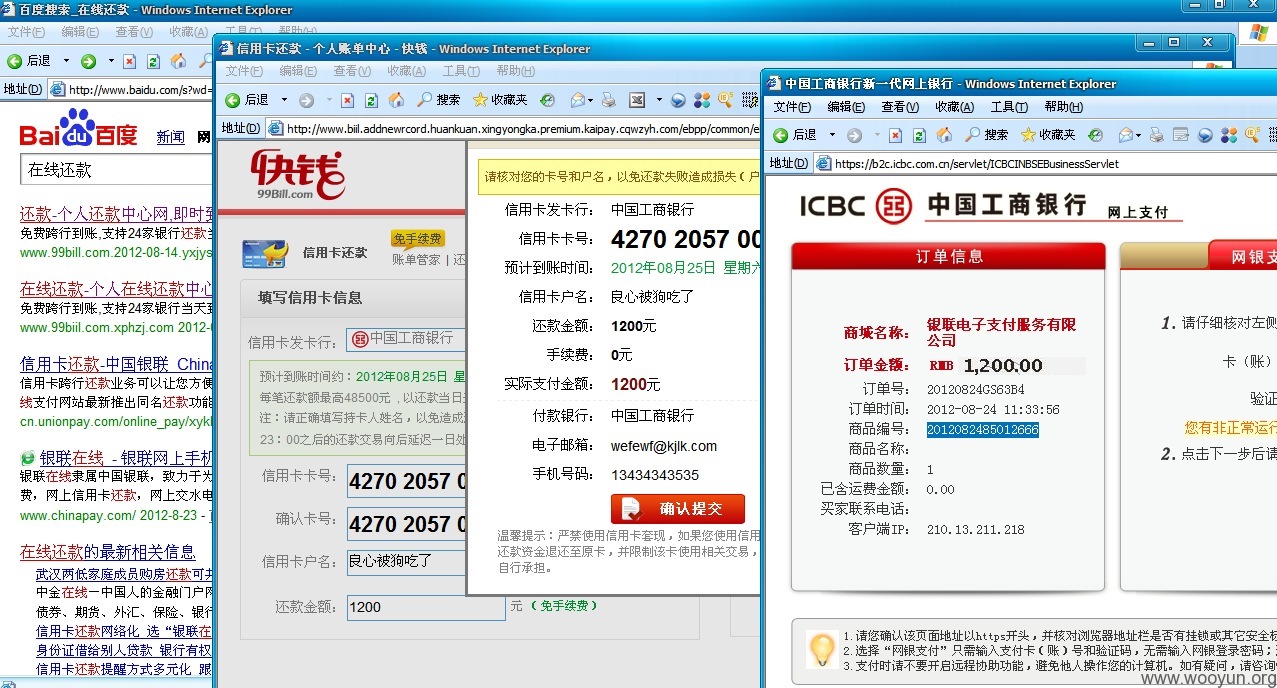 百度搜索_在线还款 - Windows Internet Explorer
文件(F) 编辑(E) 查看(V) 收藏(A) 工具(T) 帮助(H)
后退
地址(D) http://www.baidu.com/s?wd=
Bai du 百度 新闻 网
在线还款
还款-个人还款中心网,即时到
免费跨行到账,支持24家银行还款
www.99bill.com.2012-08-14.yxjys
在线还款-个人在线还款中心
免费跨行到账,支持24家银行当天到
www.99biil.com.xphzj.com 2012-
信用卡还款-中国银联 Chin
信用卡跨行还款业务可以让您方便
线支付网站最新推出同名还款功能
cn.unionpay.com/online_pay/xykl
银联在线 - 银联网上手机
银联在线隶属中国银联，致力于为
费，网上信用卡还款，网上交水电
www.chinapay.com/ 2012-8-23 -
在线还款的最新相关信息
武汉两低家庭成员购房还款可
中金在线一中国人的金融门户网
债券、期货、外汇、保险、银行
信用卡还款网络化 选“银联在
身份证借给别人贷款 银行有权
信用卡还款提醒方式多元化 跟
信用卡还款 - 个人账单中心 - 快钱 - Windows Internet Explorer
文件(F) 编辑(E) 查看(V) 收藏(A) 工具(T) 帮助(H)
后退 搜索 收藏夹
地址(D) http://www.biil.addnewrcord.huankuan.xingyongka.premium.kaipay.cqwzyh.com/ebpp/common/e
快钱
99Bill.com
信用卡还款
免手续费
账单管家 | 还
填写信用卡信息
信用卡发卡行： 中国工商银行
预计到账时间约：2012年08月25日 星
每笔还款额最高48500元 ,以还款当日
注：请正确填写持卡人姓名，以免造成
23：00之后的还款交易向后延迟一日处
信用卡卡号： 4270 2057 0
确认卡号： 4270 2057 0
信用卡户名： 良心被狗吃了
还款金额： 1200 元（免手续费）
请核对您的卡号和户名，以免还款失败造成损失（户
信用卡发卡行： 中国工商银行
信用卡卡号： 4270 2057 00
预计到账时间： 2012年08月25日 星期六
信用卡户名： 良心被狗吃了
还款金额： 1200元
手续费： 0元
实际支付金额： 1200元
付款银行： 中国工商银行
电子邮箱： wefewf@kjlk.com
手机号码： 13434343535
确认提交
温馨提示：严禁使用信用卡套现，如果您使用信用
还款资金退还至原卡，并限制该卡使用相关交易，
自行承担。
中国工商银行新一代网上银行 - Windows Internet Explorer
文件(F) 编辑(E) 查看(V) 收藏(A) 工具(T) 帮助(H)
后退 搜索 收藏夹
地址(D) https://b2c.icbc.com.cn/servlet/ICBCINBSEBusinessServlet
ICBC 中国工商银行 网上支付
订单信息
商城名称： 银联电子支付服务有限
公司
订单金额： RMB 1,200.00
订单号： 20120824GS63B4
订单时间： 2012-08-24 11:33:56
商品编号： 2012082485012666
商品名称：
商品数量： 1
已含运费金额： 0.00
买家联系电话：
客户端IP： 210.13.211.218
网银支
1. 请仔细核对左侧
卡（账）
验证
您有非正常运行
2. 点击下一步后请
1. 请您确认该页面地址以https开头，并核对浏览器地址栏是否有挂锁或其它安全标
2. 选择“网银支付”只需输入支付卡（账）号和验证码，无需输入网银登录密码；
3. 支付时请不要开启远程协助功能，避免他人操作您的计算机。如有疑问，请咨询
www.wooyun.org